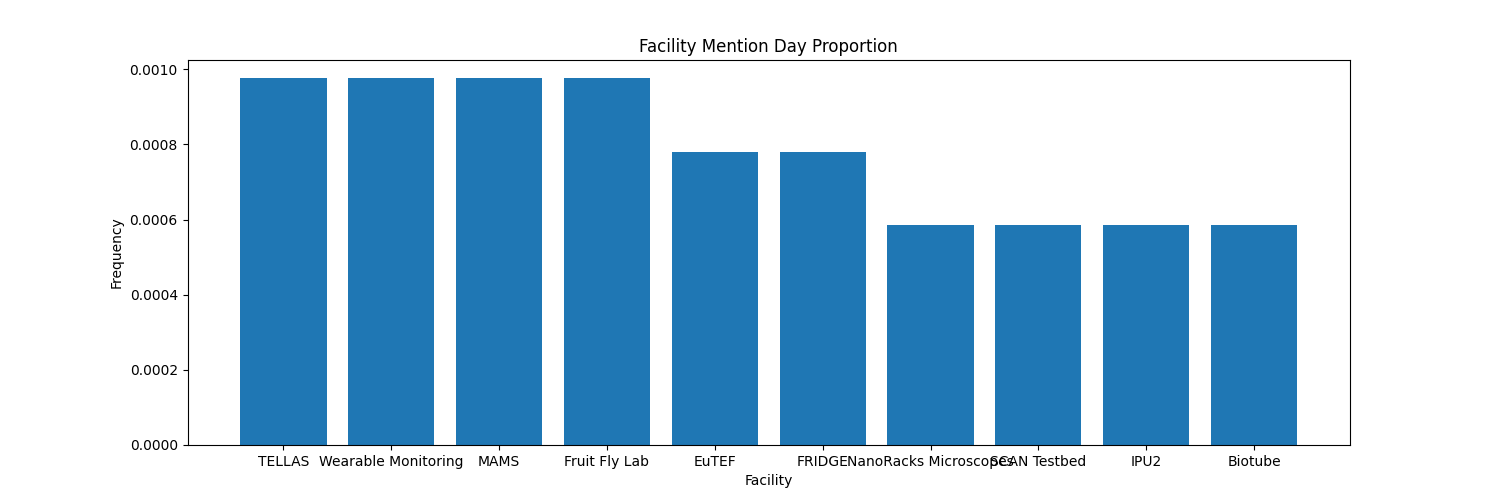 Facility Mention Day Proportion
0.0010
0.0008
0.0006
0.0004
0.0002
0.0000
Frequency
TELLAS Wearable Monitoring MAMS Fruit Fly Lab EuTEF FRIDGE NanoRacks Microscopes SCAN Testbed IPU2 Biotube
Facility